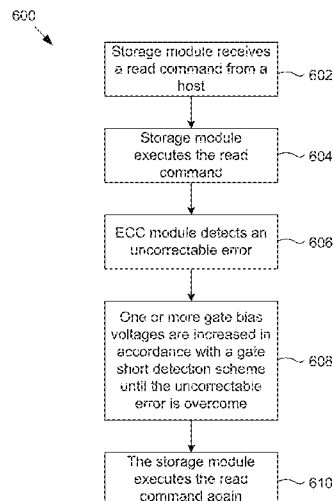 600
Storage module receives
a read command from a
host
602
Storage module
executes the read
command
604
ECC module detects an
uncorrectable error
606
One or more gate bias
voltages are increased in
accordance with a gate
short detection scheme
until the uncorrectable
error is overcome
608
The storage module
executes the read
command again
610